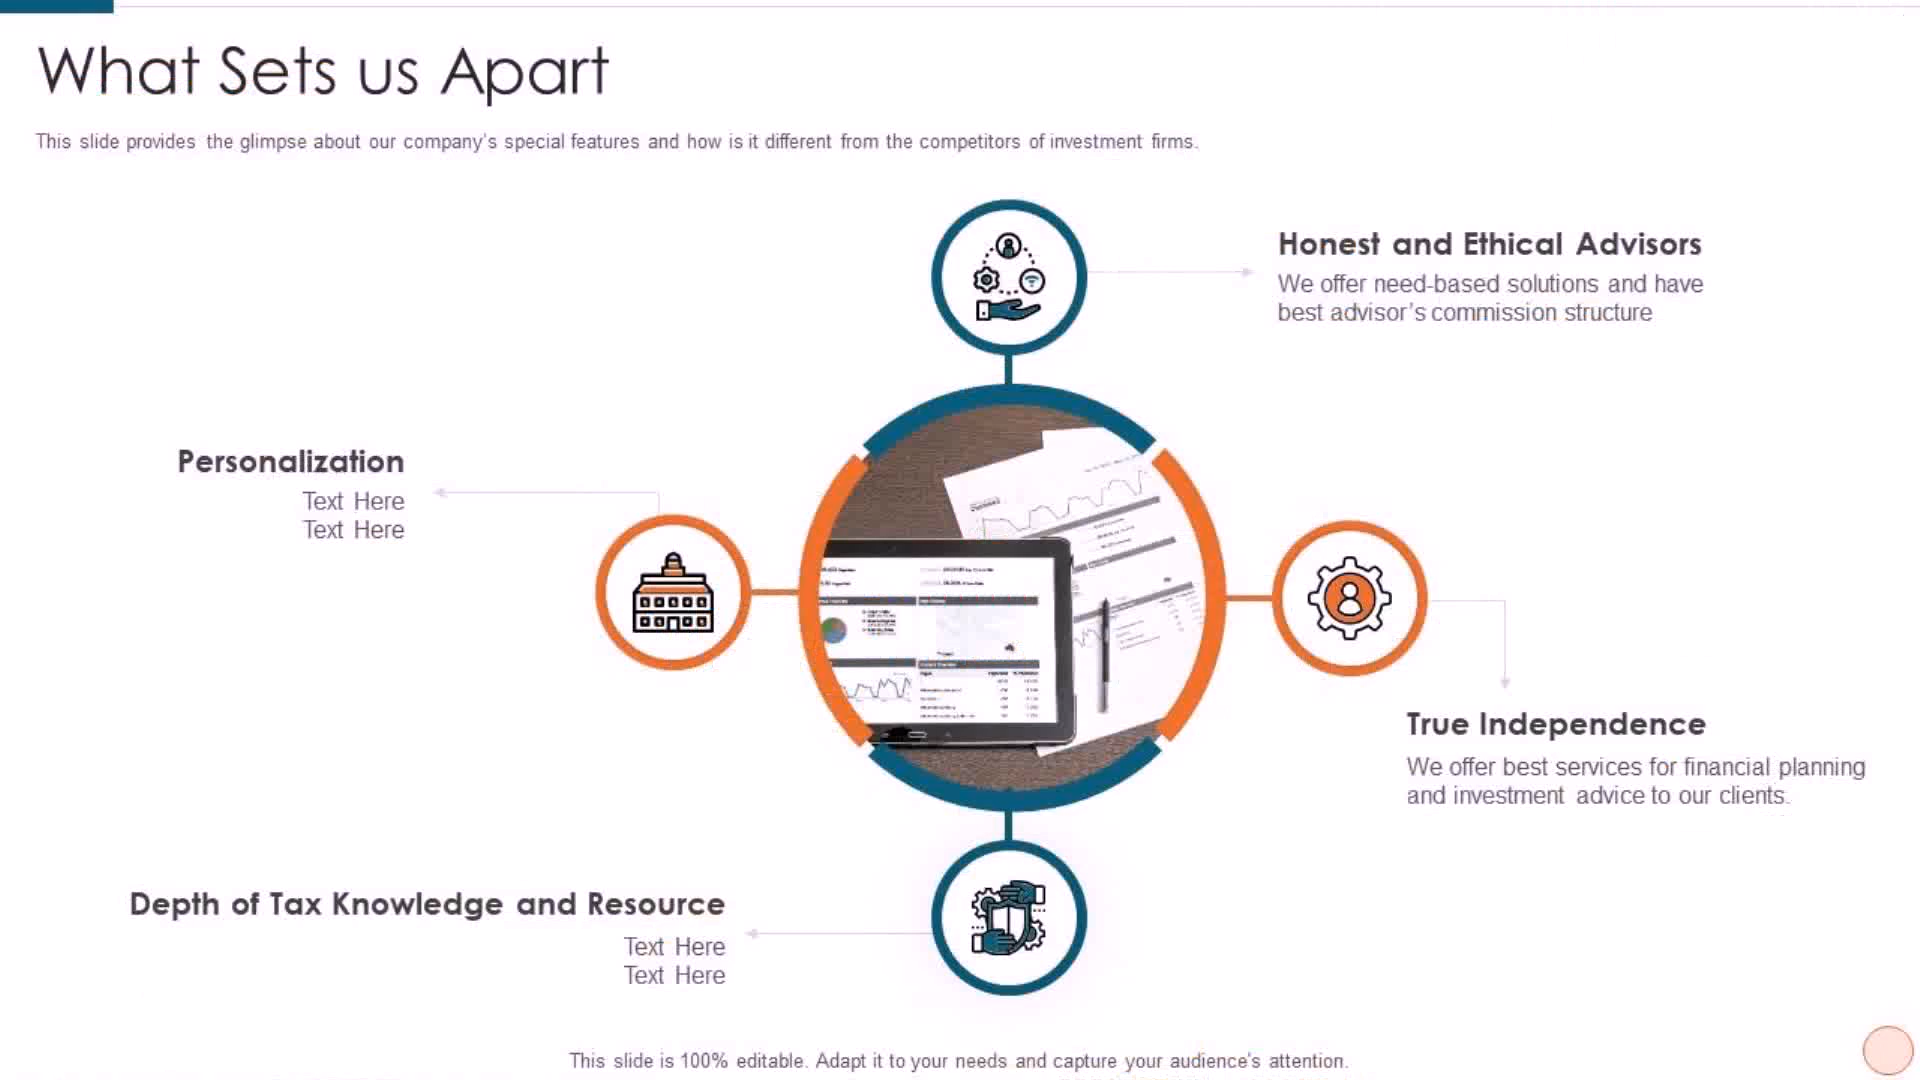 What Sets us Apart
This slide provides the glimpse about our company's special features and how is it different from the competitors of investment firms.
Honest and Ethical Advisors
We offer need-based solutions and have
best advisor's commission structure
Personalization
Text Here
Text Here
True Independence
We offer best services for financial planning
and investment advice to our clients.
Depth of Tax Knowledge and Resource
Text Here
Text Here
This slide is 100% editable. Adapt it to your needs and capture your audience's attention.